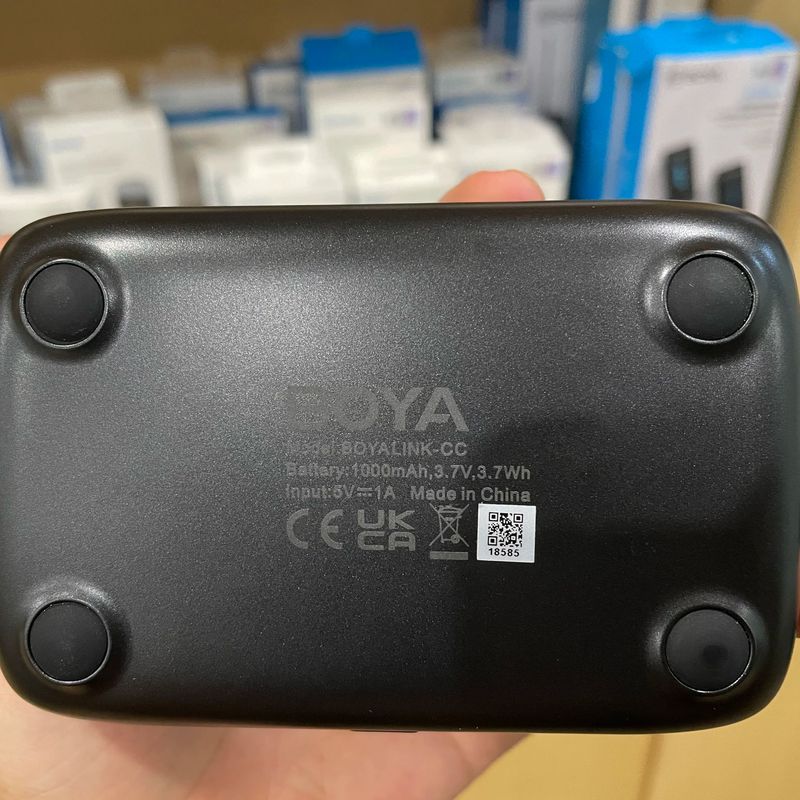 BOYA
Model:BOYALINK-CC
Battery:1000mAh,3.7V,3.7Wh
Input:5V⎓1A Made in China
CE UK CA
18585